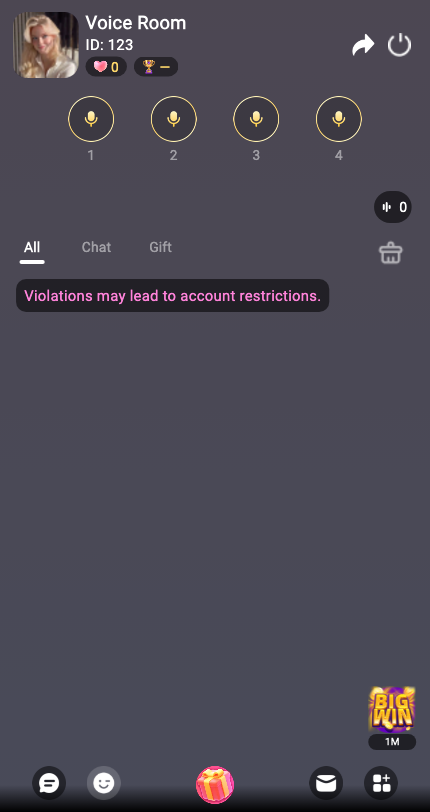 Voice Room
ID: 123
0
1
2
3
4
0
All
Chat
Gift
Violations may lead to account restrictions.
BIG
WIN
1M